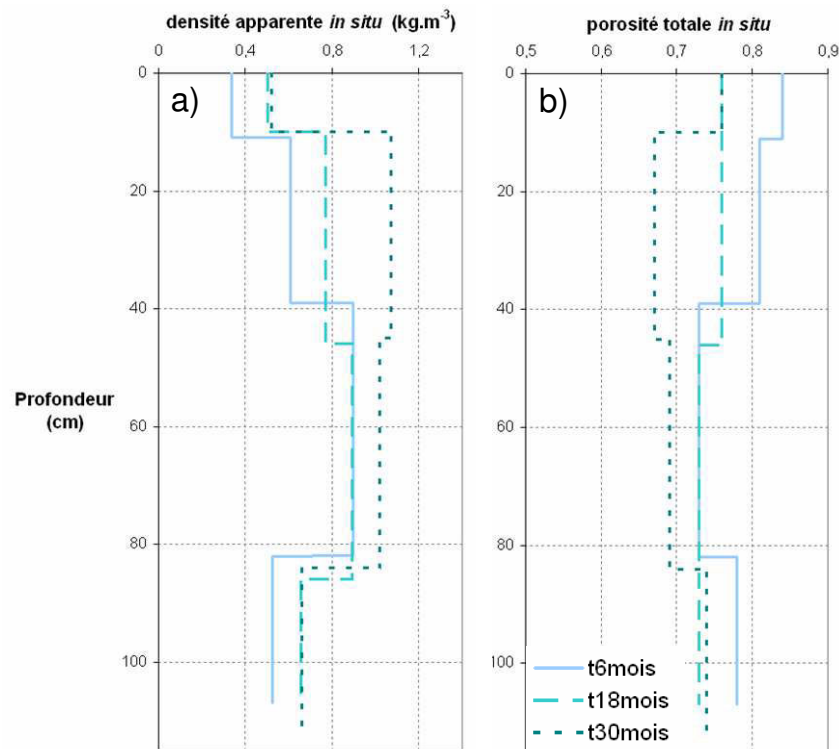 densité apparente in situ (kg.m-3)
0 0,4 0,8 1,2
porosité totale in situ
0,5 0,6 0,7 0,8 0,9
a)
b)
0
20
40
60
80
100
Profondeur
(cm)
0
20
40
60
80
100
t6mois
t18mois
t30mois